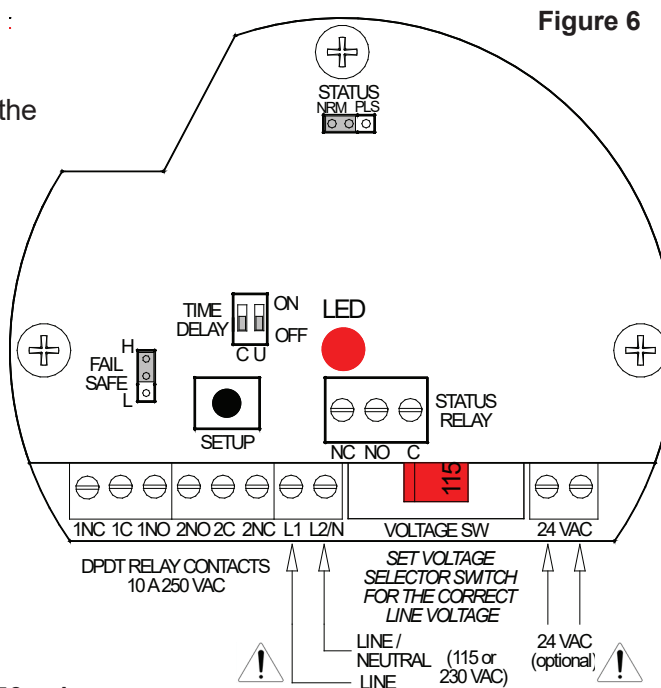 Figure 6
:
the
STATUS
NRM PLS
TIME
DELAY
ON
OFF
C U
LED
H
FAIL
SAFE
L
SETUP
STATUS
RELAY
NC NO C
115
1NC 1C 1NO 2NO 2C 2NC L1 L2/N VOLTAGE SW 24 VAC
DPDT RELAY CONTACTS
10 A 250 VAC
SET VOLTAGE
SELECTOR SWITCH
FOR THE CORRECT
LINE VOLTAGE
LINE /
NEUTRAL
LINE
(115 or
230 VAC)
24 VAC
(optional)
!
!